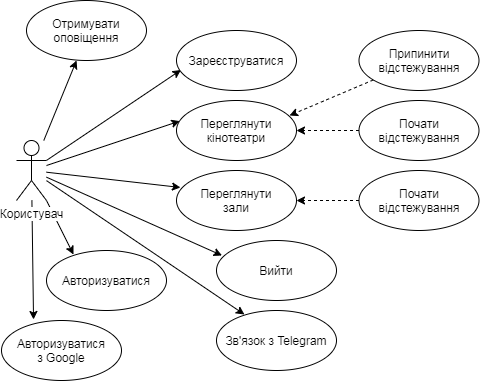 Отримувати
оповіщення
Зареєструватися
Припинити
відстежування
Переглянути
кінотеатри
Почати
відстежування
Переглянути
зали
Почати
відстежування
Користувач
Вийти
Авторизуватися
Зв'язок з Telegram
Авторизуватися
з Google